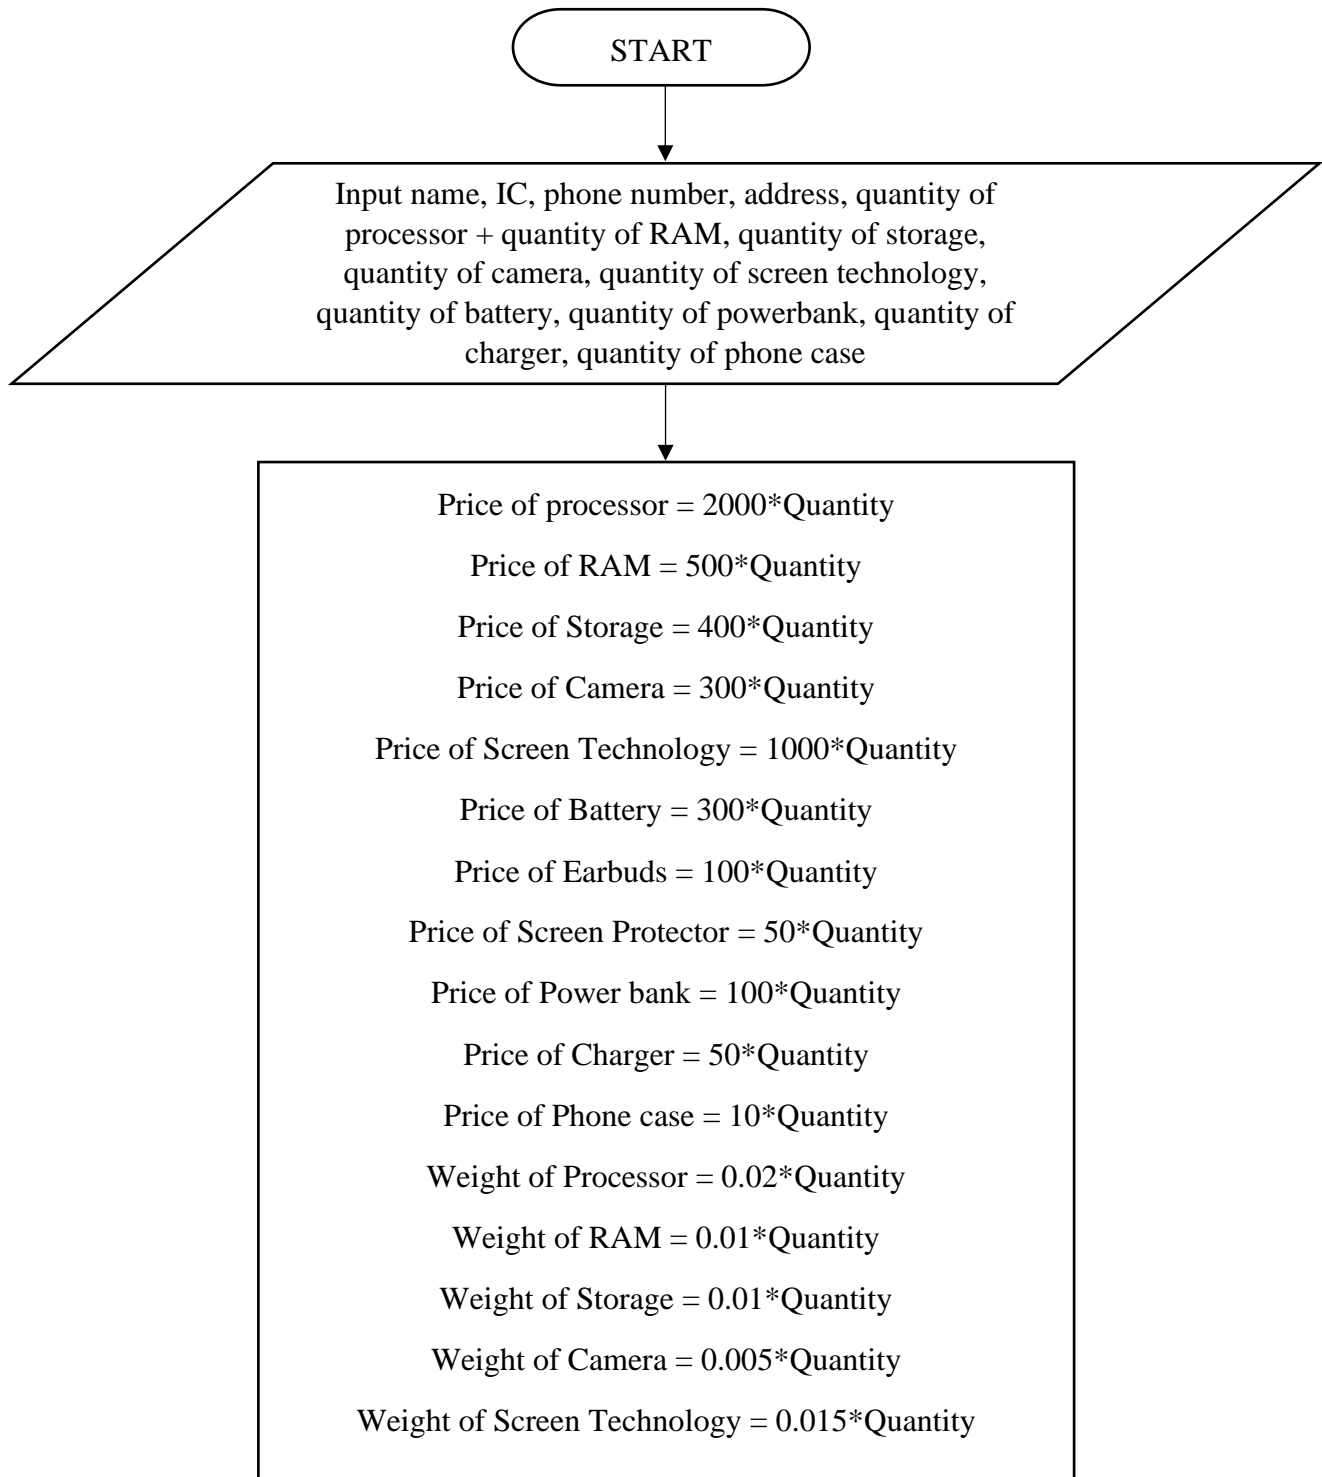 START
Input name, IC, phone number, address, quantity of
processor + quantity of RAM, quantity of storage,
quantity of camera, quantity of screen technology,
quantity of battery, quantity of powerbank, quantity of
charger, quantity of phone case
Price of processor = 2000*Quantity
Price of RAM = 500*Quantity
Price of Storage = 400*Quantity
Price of Camera = 300*Quantity
Price of Screen Technology = 1000*Quantity
Price of Battery = 300*Quantity
Price of Earbuds = 100*Quantity
Price of Screen Protector = 50*Quantity
Price of Power bank = 100*Quantity
Price of Charger = 50*Quantity
Price of Phone case = 10*Quantity
Weight of Processor = 0.02*Quantity
Weight of RAM = 0.01*Quantity
Weight of Storage = 0.01*Quantity
Weight of Camera = 0.005*Quantity
Weight of Screen Technology = 0.015*Quantity